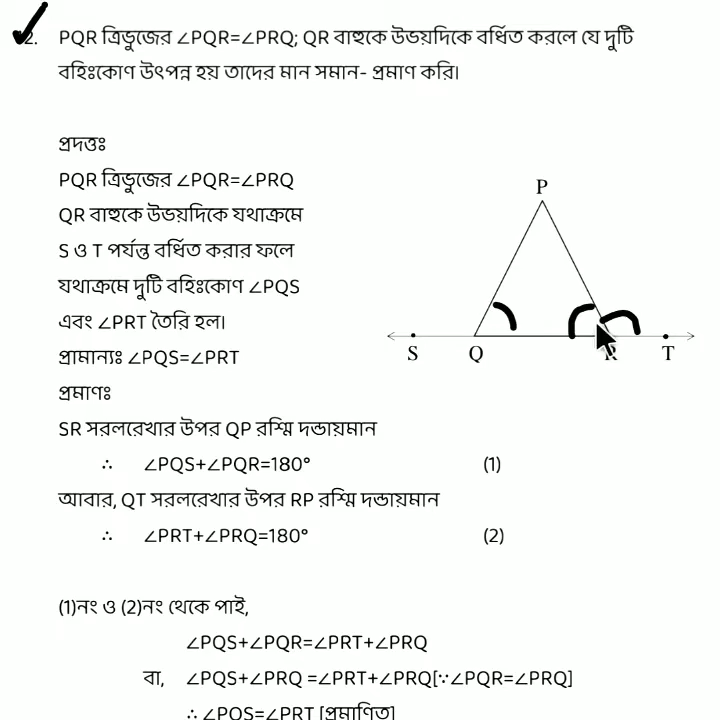 2. PQR ত্রিভুজের ∠PQR=∠PRQ; QR বাহুকে উভয়দিকে বর্ধিত করলে যে দুটি
বহিঃকোণ উৎপন্ন হয় তাদের মান সমান- প্রমাণ করি।
প্রদত্তঃ
PQR ত্রিভুজের ∠PQR=∠PRQ
QR বাহুকে উভয়দিকে যথাক্রমে
S ও T পর্যন্ত বর্ধিত করার ফলে
যথাক্রমে দুটি বহিঃকোণ ∠PQS
এবং ∠PRT তৈরি হল।
প্রামান্যঃ ∠PQS=∠PRT
P
S Q R T
প্রমাণঃ
SR সরলরেখার উপর QP রশ্মি দন্ডায়মান
∴ ∠PQS+∠PQR=180° (1)
আবার, QT সরলরেখার উপর RP রশ্মি দন্ডায়মান
∴ ∠PRT+∠PRQ=180° (2)
(1)নং ও (2)নং থেকে পাই,
∠PQS+∠PQR=∠PRT+∠PRQ
বা, ∠PQS+∠PRQ =∠PRT+∠PRQ[∵∠PQR=∠PRQ]
∴ ∠PQS=∠PRT [প্রমাণিত]